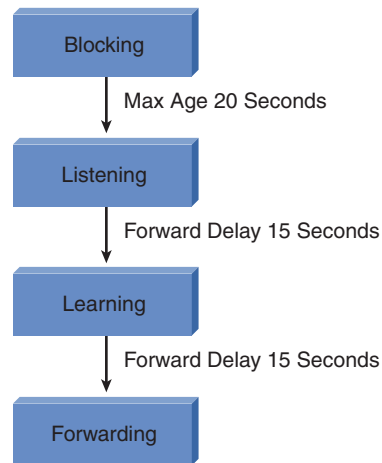 Blocking
Max Age 20 Seconds
Listening
Forward Delay 15 Seconds
Learning
Forward Delay 15 Seconds
Forwarding